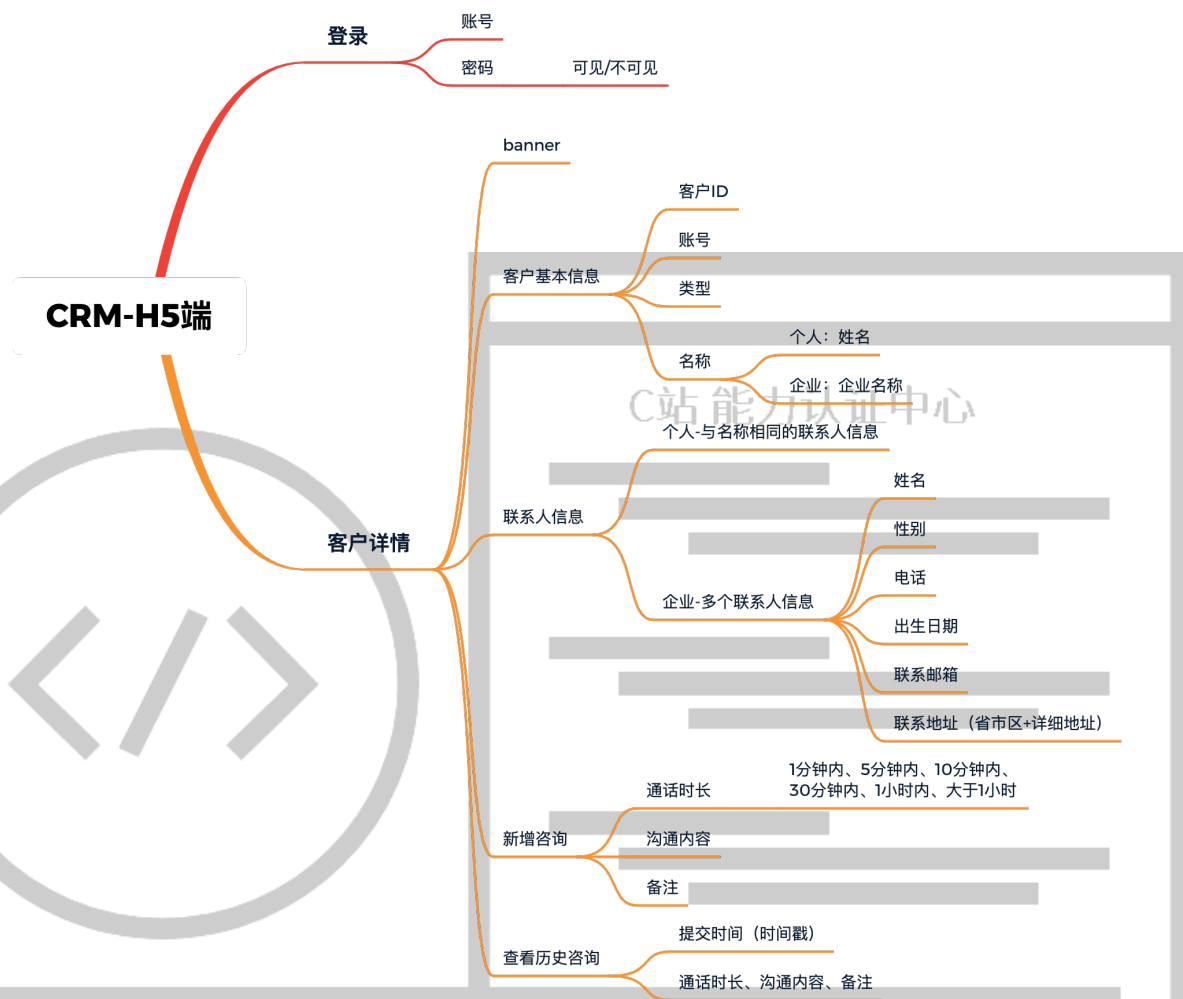 登录
账号
密码
可见/不可见
CRM-H5端
客户详情
banner
客户基本信息
客户ID
账号
类型
名称
个人：姓名
企业：企业名称
C站 能力认证中心
联系人信息
个人-与名称相同的联系人信息
企业-多个联系人信息
姓名
性别
电话
出生日期
联系邮箱
联系地址（省市区+详细地址）
新增咨询
通话时长
1分钟内、5分钟内、10分钟内、
30分钟内、1小时内、大于1小时
沟通内容
备注
查看历史咨询
提交时间（时间戳）
通话时长、沟通内容、备注